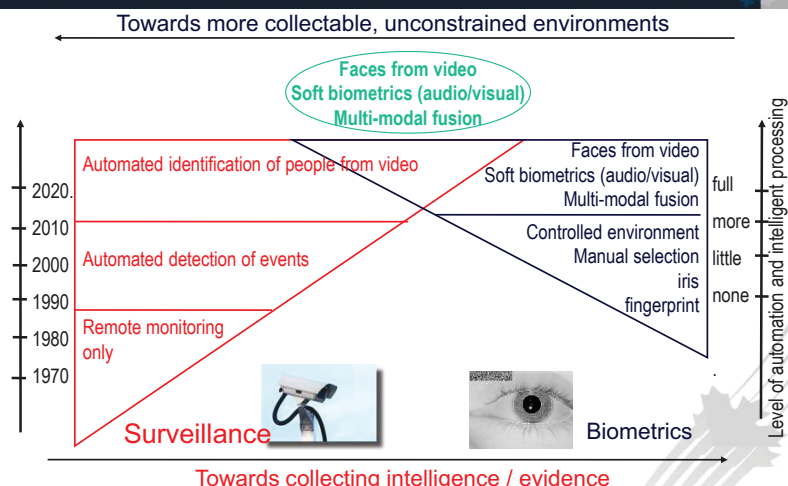 Towards more collectable, unconstrained environments
Faces from video
Soft biometrics (audio/visual)
Multi-modal fusion
Automated identification of people from video
Automated detection of events
Remote monitoring
only
2020.
2010
2000
1990
1980
1970
Faces from video
Soft biometrics (audio/visual)
Multi-modal fusion
Controlled environment
Manual selection
iris
fingerprint
full
more
little
none
.
Level of automation and intelligent processing
Surveillance
Biometrics
Towards collecting intelligence / evidence